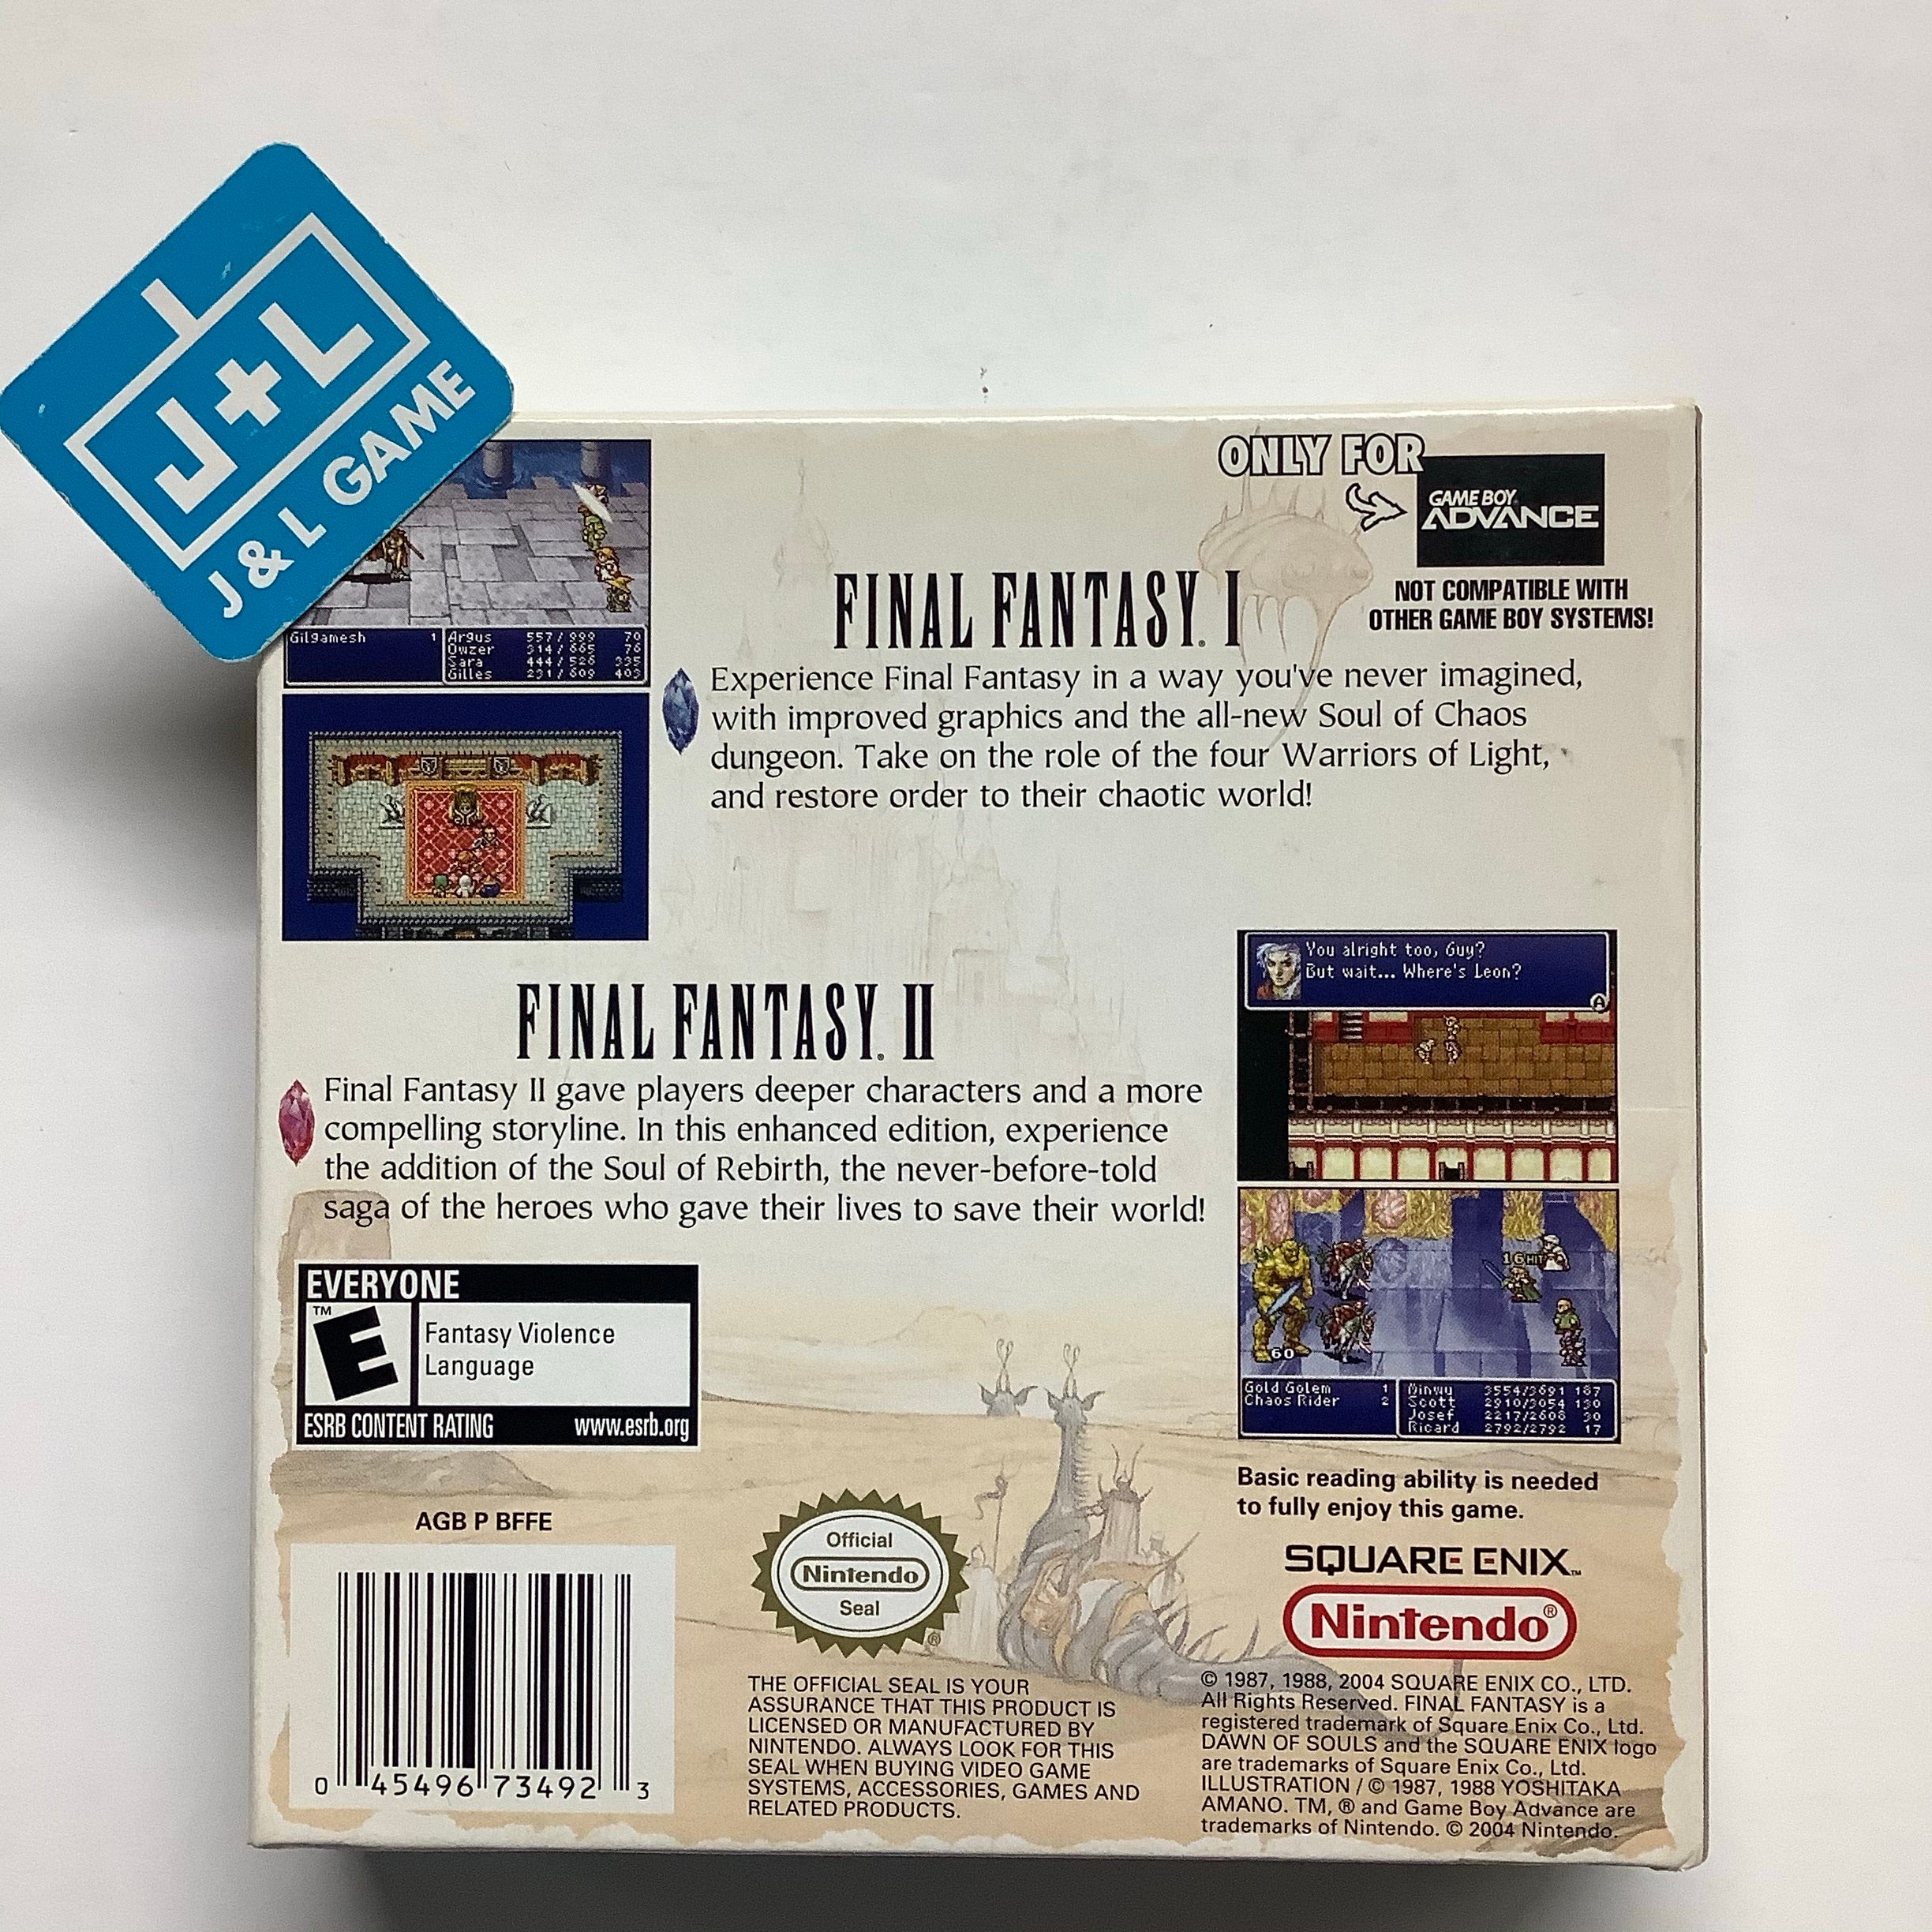 J+L
J & L GAME
Gilgamesh 1
Argus 557/999 70
Owzer 314/665 76
Sara 444/526 335
Gilles 231/609 403
ONLY FOR
GAME BOY
ADVANCE
NOT COMPATIBLE WITH
OTHER GAME BOY SYSTEMS!
FINAL FANTASY. I
Experience Final Fantasy in a way you've never imagined,
with improved graphics and the all-new Soul of Chaos
dungeon. Take on the role of the four Warriors of Light,
and restore order to their chaotic world!
FINAL FANTASY. II
Final Fantasy II gave players deeper characters and a more
compelling storyline. In this enhanced edition, experience
the addition of the Soul of Rebirth, the never-before-told
saga of the heroes who gave their lives to save their world!
You alright too, Guy?
But wait... Where's Leon?
A
16HIT
60
Gold Golem 1
Chaos Rider 2
Minwu 3554/3691 187
Scott 2910/3054 130
Josef 2217/2608 30
Ricard 2792/2792 17
EVERYONE
™
E
Fantasy Violence
Language
ESRB CONTENT RATING www.esrb.org
AGB P BFFE
0 45496 73492 3
Official
Nintendo
Seal
®
THE OFFICIAL SEAL IS YOUR
ASSURANCE THAT THIS PRODUCT IS
LICENSED OR MANUFACTURED BY
NINTENDO. ALWAYS LOOK FOR THIS
SEAL WHEN BUYING VIDEO GAME
SYSTEMS, ACCESSORIES, GAMES AND
RELATED PRODUCTS.
Basic reading ability is needed
to fully enjoy this game.
SQUARE ENIX™
Nintendo®
© 1987, 1988, 2004 SQUARE ENIX CO., LTD.
All Rights Reserved. FINAL FANTASY is a
registered trademark of Square Enix Co., Ltd.
DAWN OF SOULS and the SQUARE ENIX logo
are trademarks of Square Enix Co., Ltd.
ILLUSTRATION / © 1987, 1988 YOSHITAKA
AMANO. TM, ® and Game Boy Advance are
trademarks of Nintendo. © 2004 Nintendo.